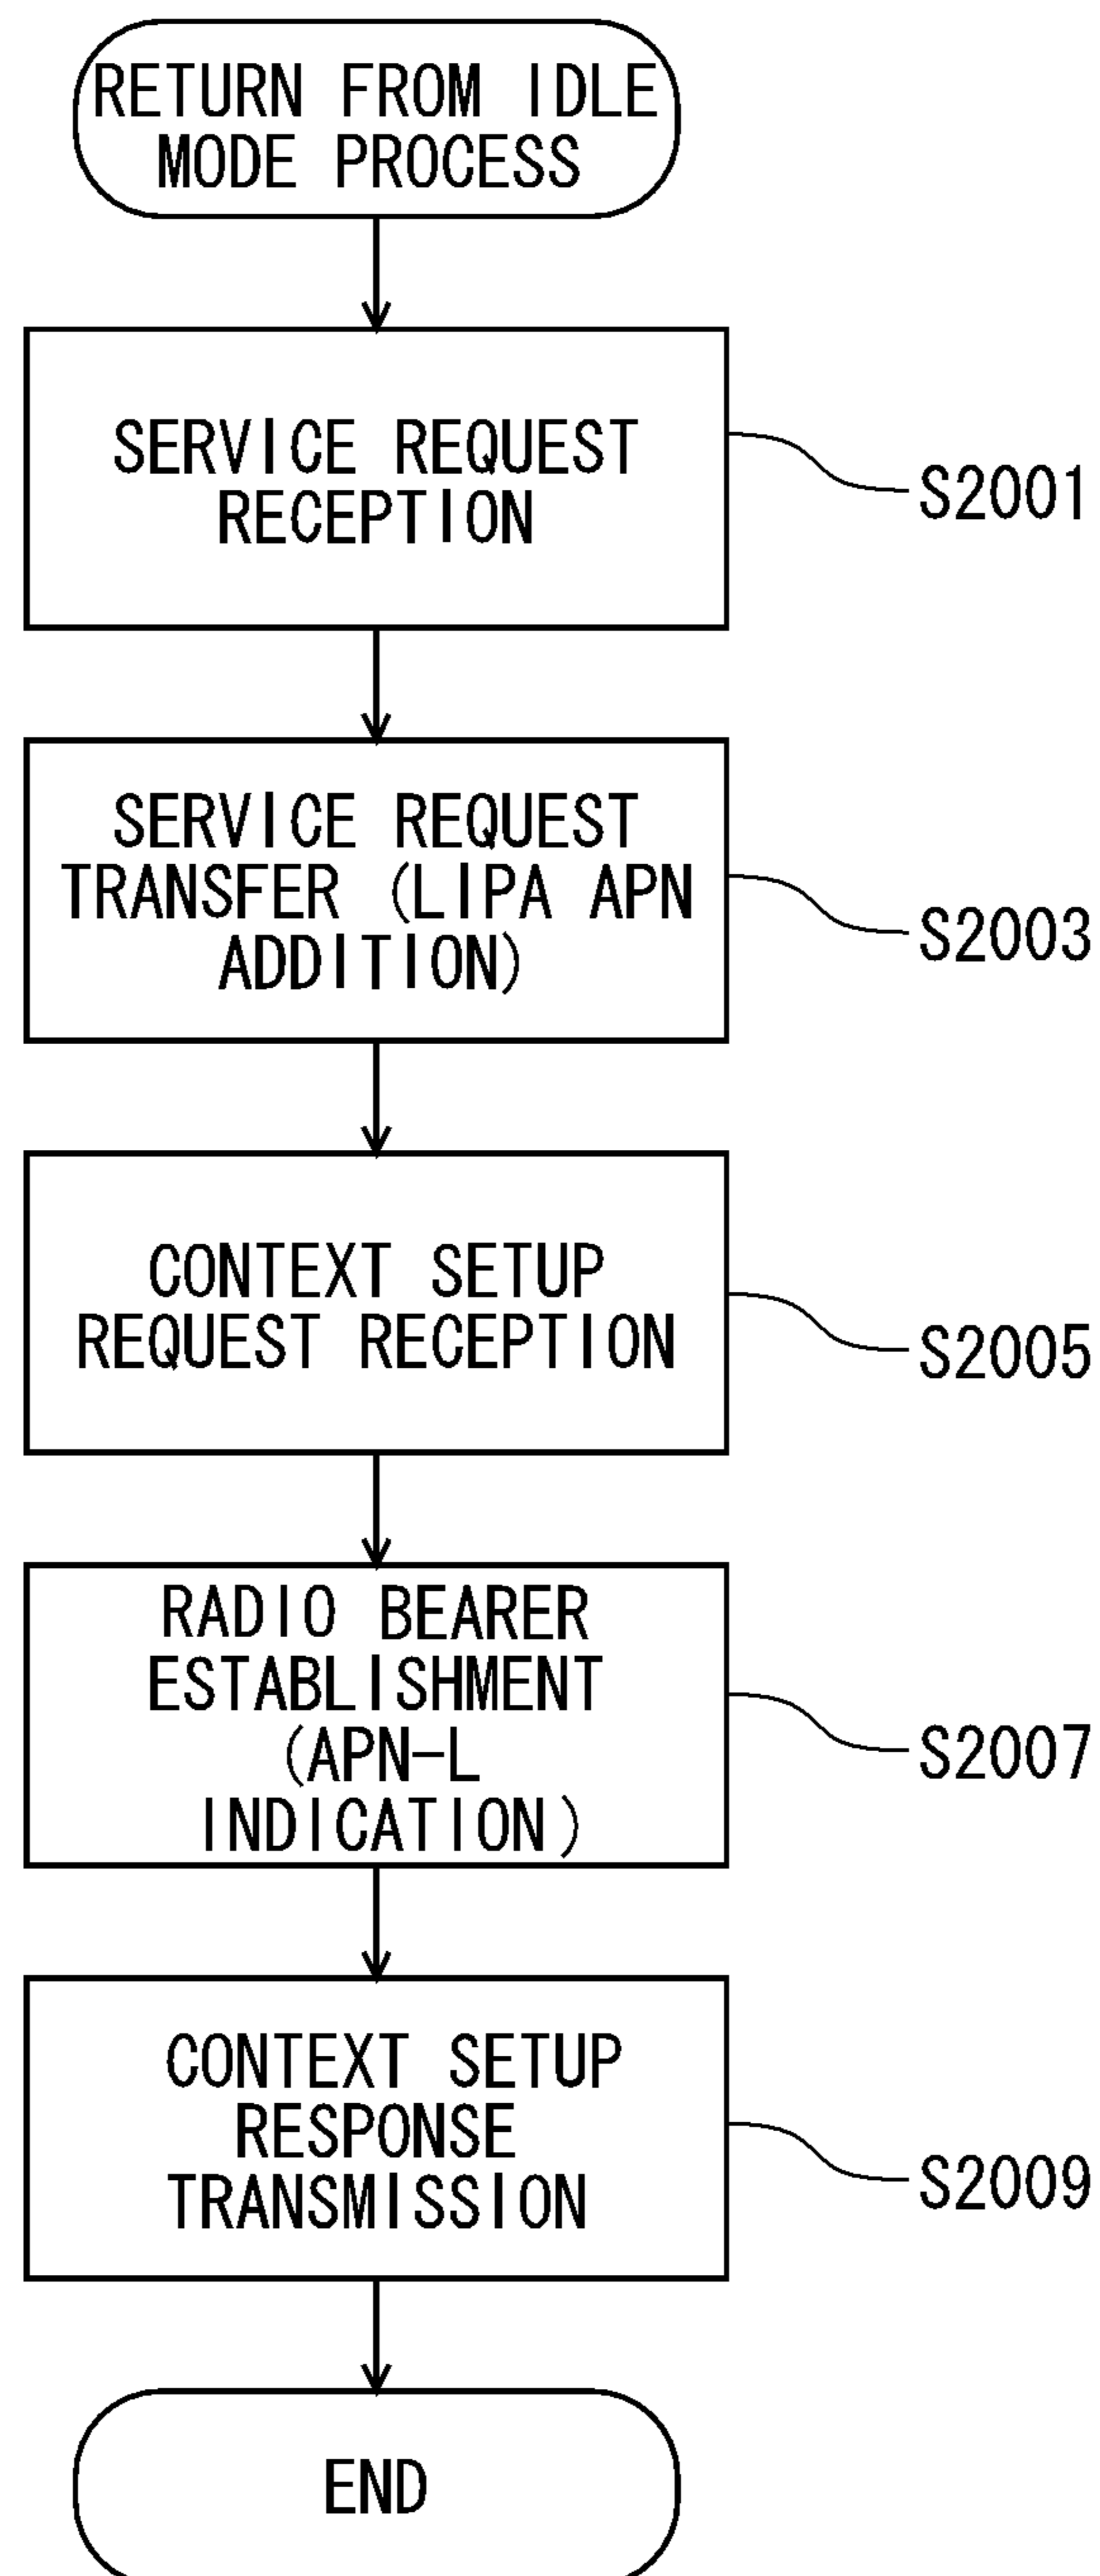 RETURN FROM IDLE
MODE PROCESS
SERVICE REQUEST
RECEPTION
S2001
SERVICE REQUEST
TRANSFER (LIPA APN
ADDITION)
S2003
CONTEXT SETUP
REQUEST RECEPTION
S2005
RADIO BEARER
ESTABLISHMENT
(APN-L
INDICATION)
S2007
CONTEXT SETUP
RESPONSE
TRANSMISSION
S2009
END